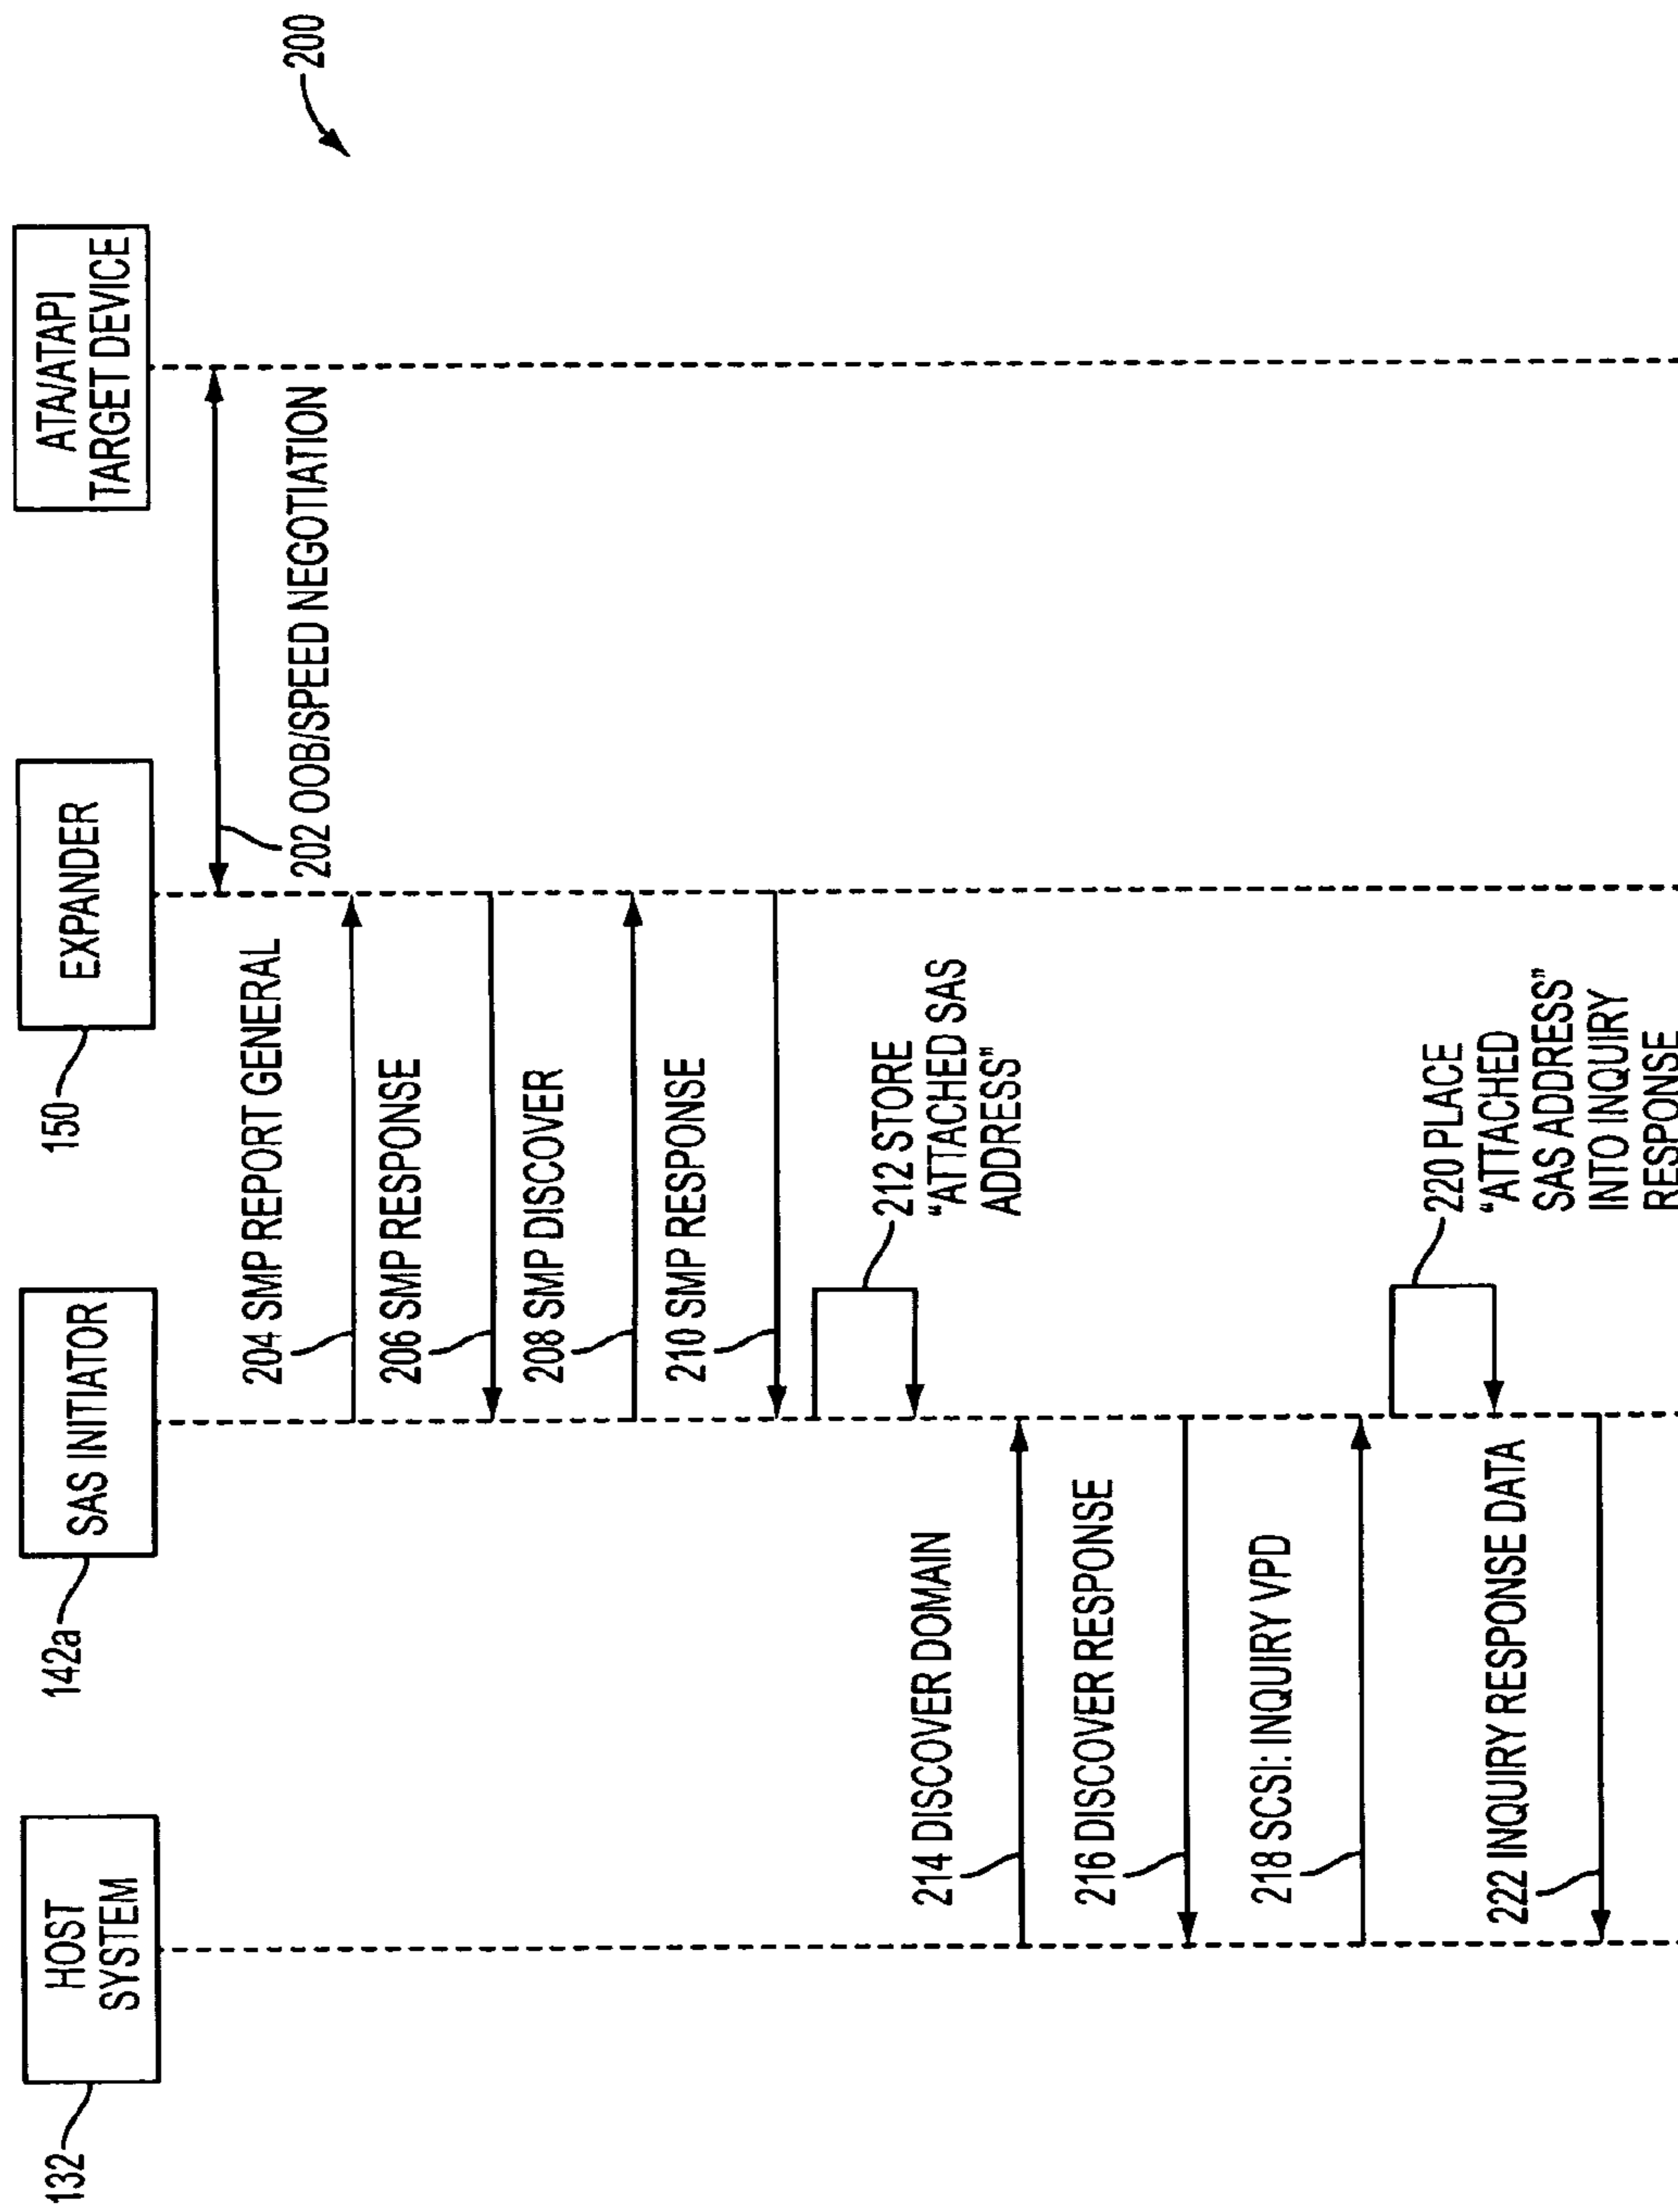 132
HOST
SYSTEM
142a
SAS INITIATOR
150
EXPANDER
ATA/ATAPI
TARGET DEVICE
200
202 OOB/SPEED NEGOTIATION
204 SMP REPORT GENERAL
206 SMP RESPONSE
208 SMP DISCOVER
210 SMP RESPONSE
212 STORE
"ATTACHED SAS
ADDRESS"
214 DISCOVER DOMAIN
216 DISCOVER RESPONSE
218 SCSI: INQUIRY VPD
220 PLACE
"ATTACHED
SAS ADDRESS"
INTO INQUIRY
RESPONSE
222 INQUIRY RESPONSE DATA